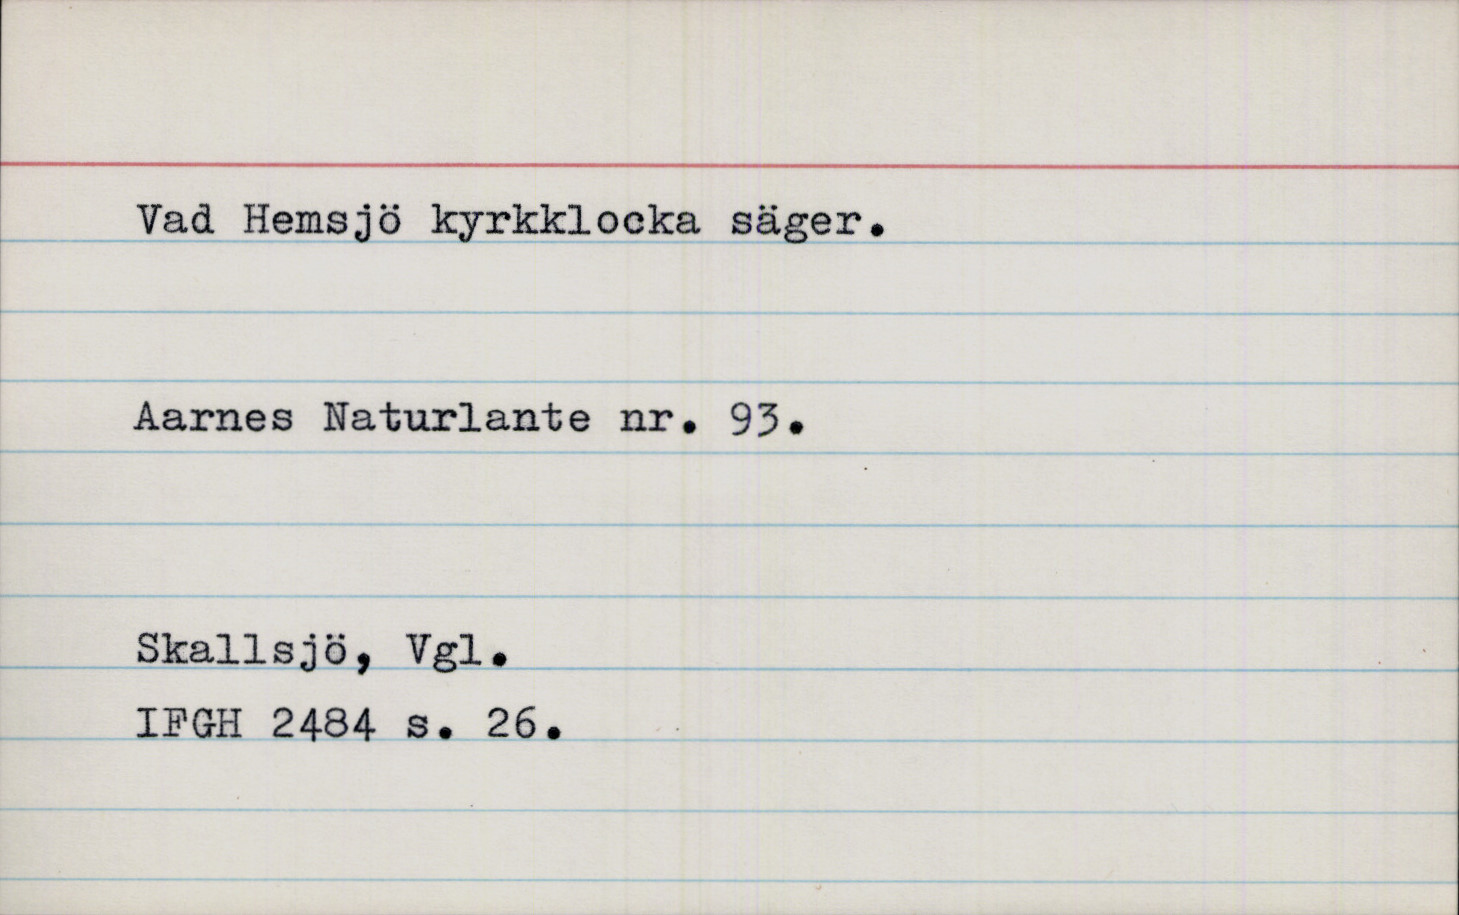 Vad Hemsjö kyrkklocka säger.
Aarnes Naturlante nr. 93.
Skallsjö, Vgl.
IFGH 2484 s. 26.